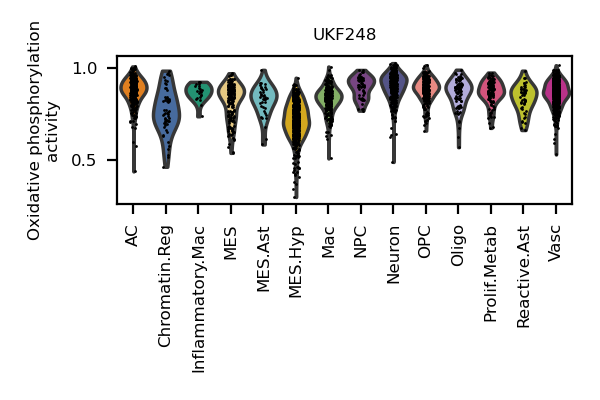 UKF248
Oxidative phosphorylation
activity
1.0
0.5
AC
Chromatin.Reg
Inflammatory.Mac
MES
MES.Ast
MES.Hyp
Mac
NPC
Neuron
OPC
Oligo
Prolif.Metab
Reactive.Ast
Vasc